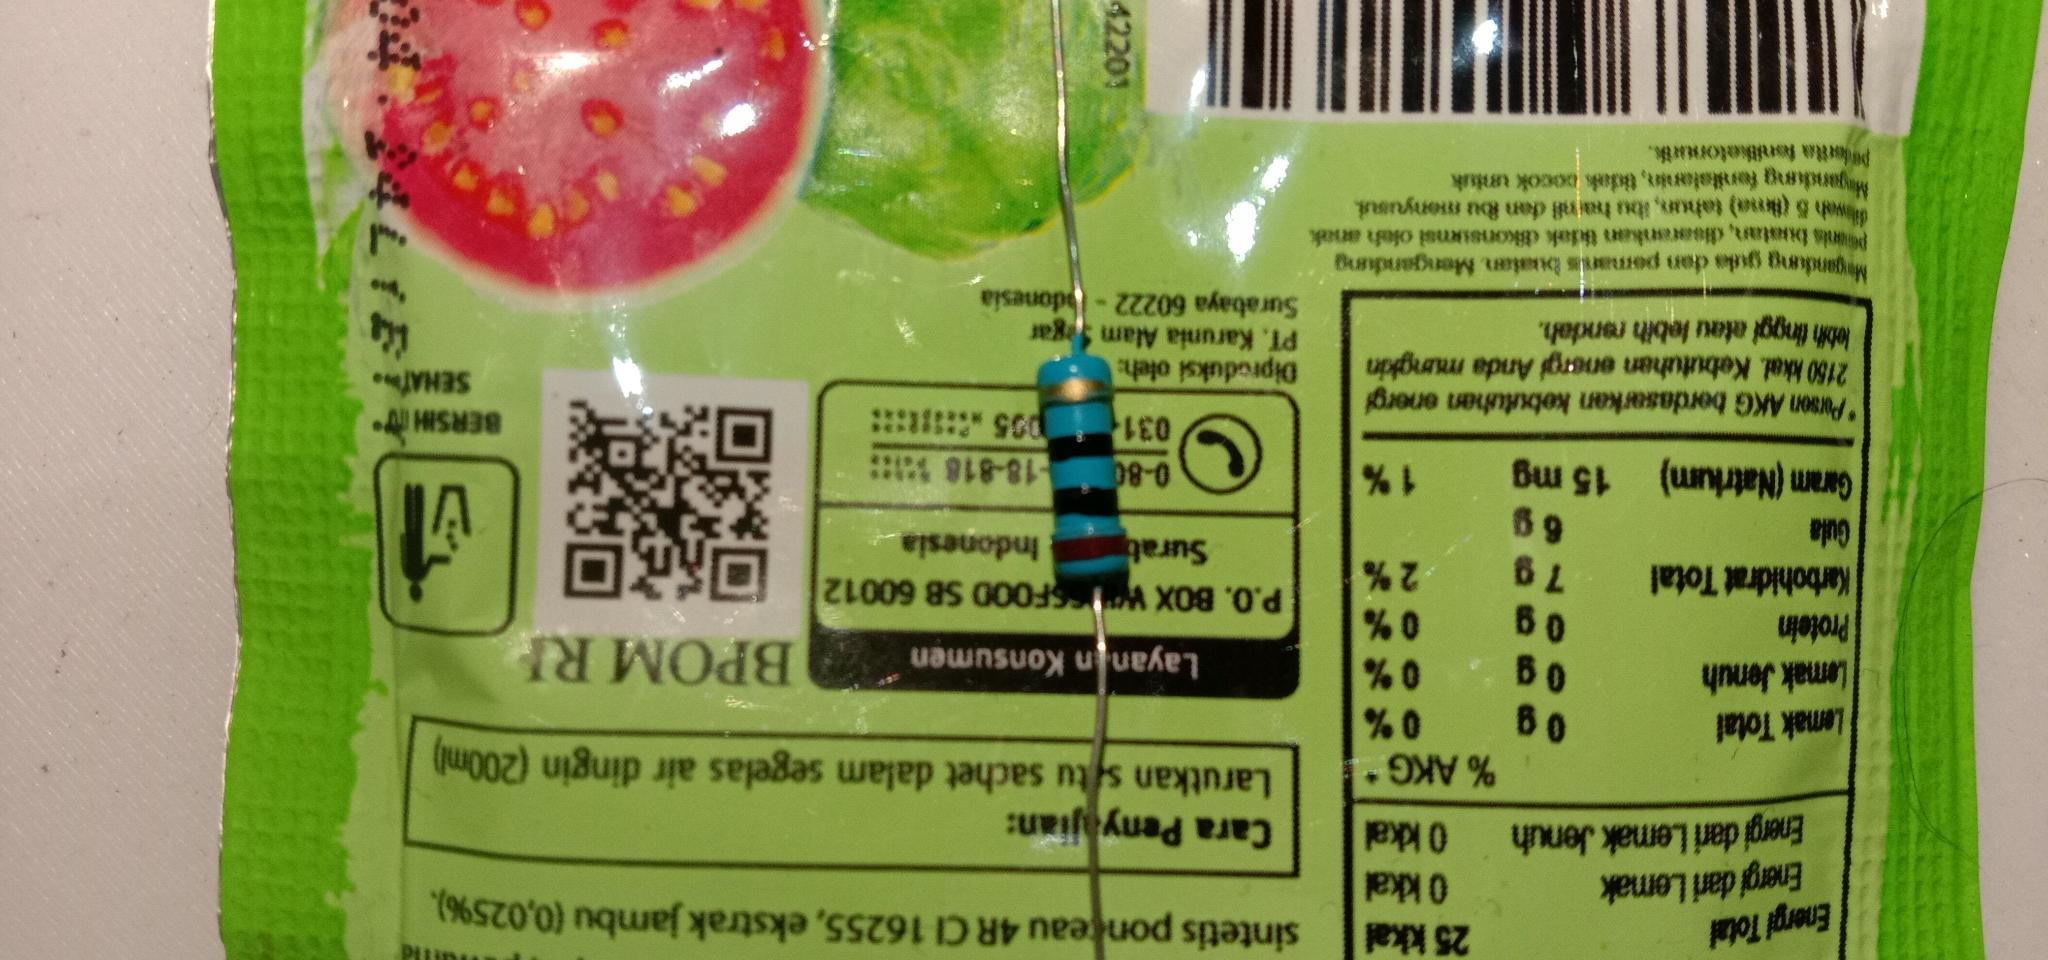 sintetis ponceau 4R CI 16255, ekstrak jambu (0,025%).
Cara Penyajian:
Larutkan satu sachet dalam segelas air dingin (200ml)
Layanan Konsumen
P.O. BOX SB 60012
Indonesia
BPOM RI
BERSIH
SEHAT
Diproduksi oleh:
PT. Karunia Alam
Surabaya 60222 - Indonesia
Energi Total 25 kkal
Energi dari Lemak 0 kkal
Energi dari Lemak Jenuh 0 kkal
% AKG *
Lemak Total 0 g 0 %
Lemak Jenuh 0 g 0 %
Protein 0 g 0 %
Karbohidrat Total 7 g 2 %
Gula 6 g
Garam (Natrium) 15 mg 1 %
* Persen AKG berdasarkan kebutuhan energi
2150 kkal. Kebutuhan energi Anda mungkin
lebih tinggi atau lebih rendah.
Mengandung gula dan pemanis buatan. Mengandung
pemanis buatan, disarankan tidak dikonsumsi oleh anak
dibawah 5 (lima) tahun, ibu hamil dan ibu menyusui.
Mengandung fenilalanin, tidak cocok untuk
penderita fenilketonurik.
42201